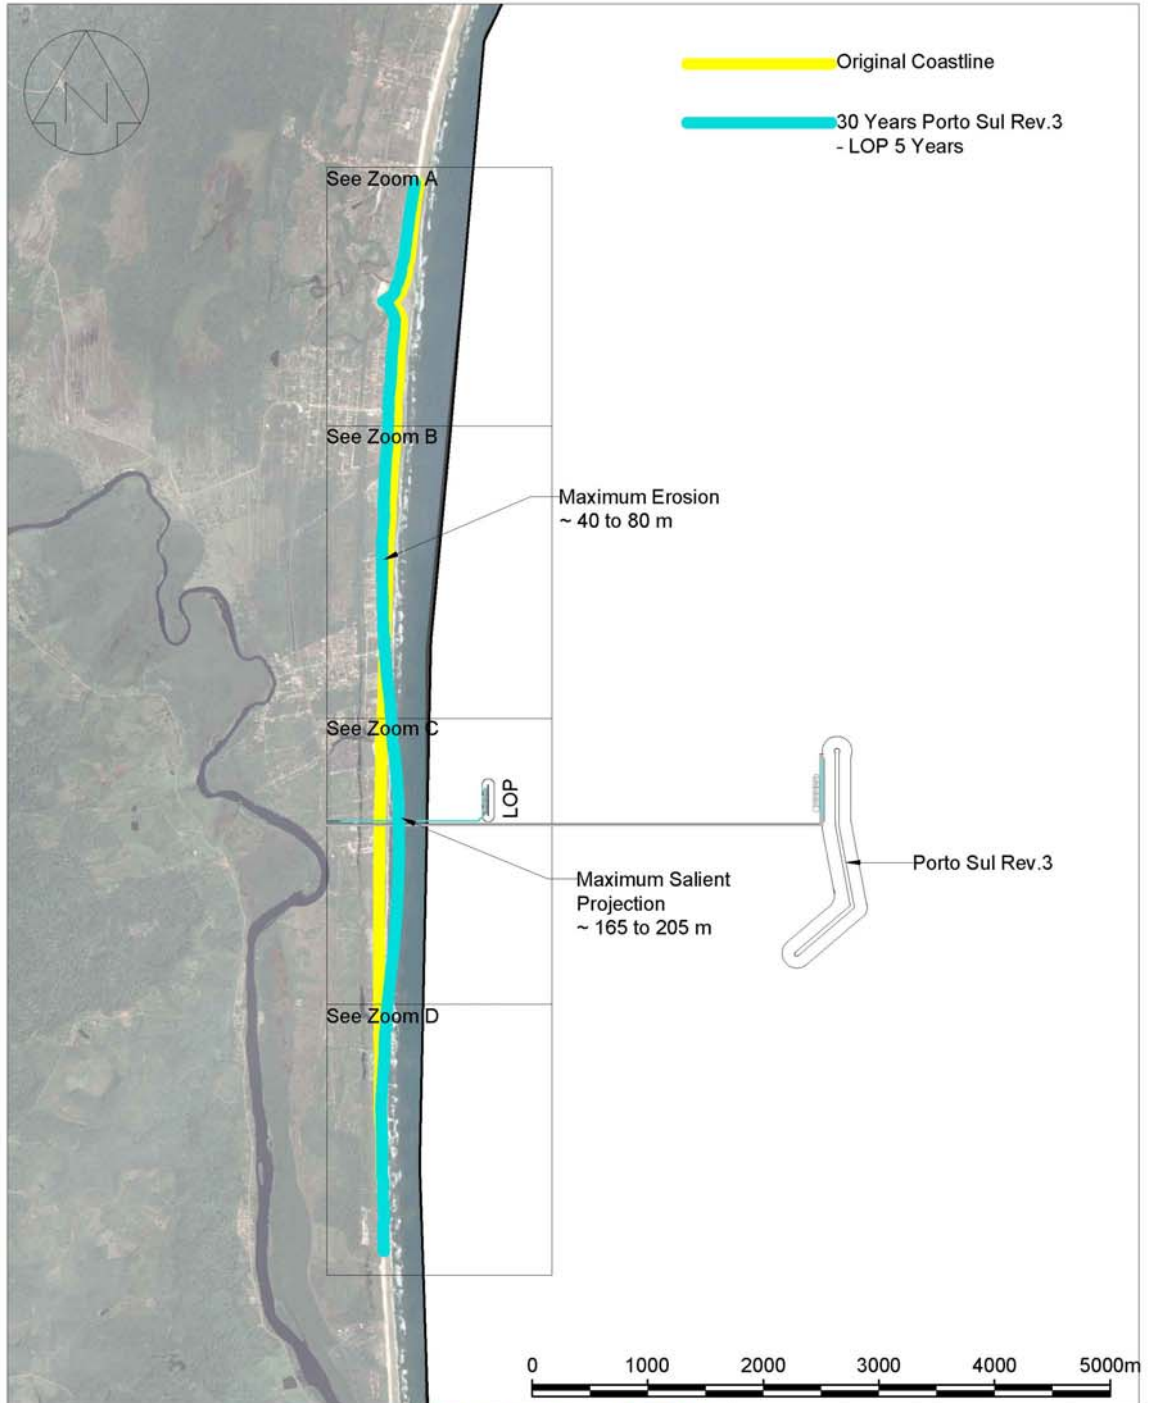 N
Original Coastline
30 Years Porto Sul Rev.3
- LOP 5 Years
See Zoom A
See Zoom B
Maximum Erosion
~ 40 to 80 m
See Zoom C
LOP
Maximum Salient
Projection
~ 165 to 205 m
Porto Sul Rev.3
See Zoom D
0 1000 2000 3000 4000 5000m